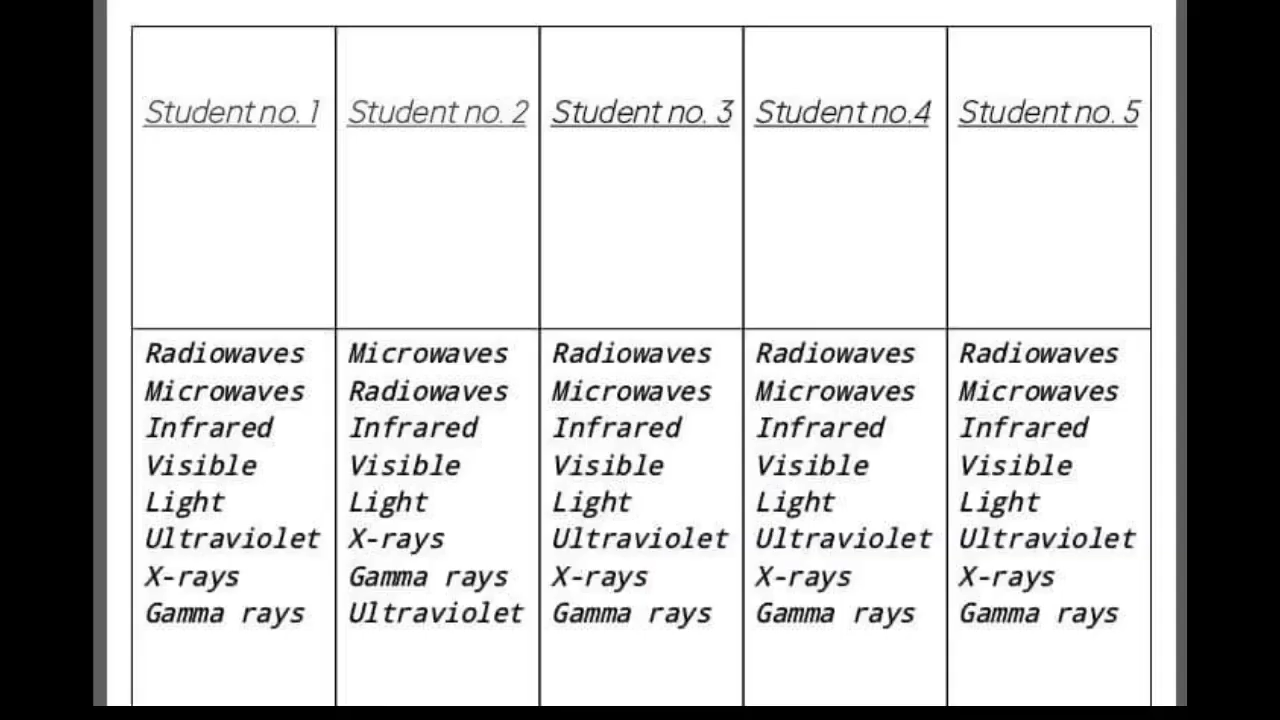 Student no. 1
Student no. 2
Student no. 3
Student no.4
Student no. 5
Radiowaves
Microwaves
Infrared
Visible
Light
Ultraviolet
X-rays
Gamma rays
Microwaves
Radiowaves
Infrared
Visible
Light
X-rays
Gamma rays
Ultraviolet
Radiowaves
Microwaves
Infrared
Visible
Light
Ultraviolet
X-rays
Gamma rays
Radiowaves
Microwaves
Infrared
Visible
Light
Ultraviolet
X-rays
Gamma rays
Radiowaves
Microwaves
Infrared
Visible
Light
Ultraviolet
X-rays
Gamma rays